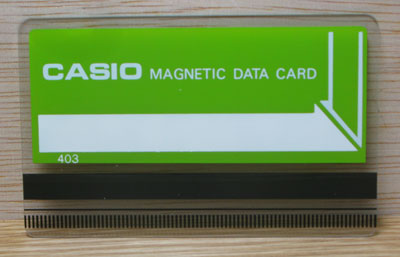 CASIO MAGNETIC DATA CARD
403